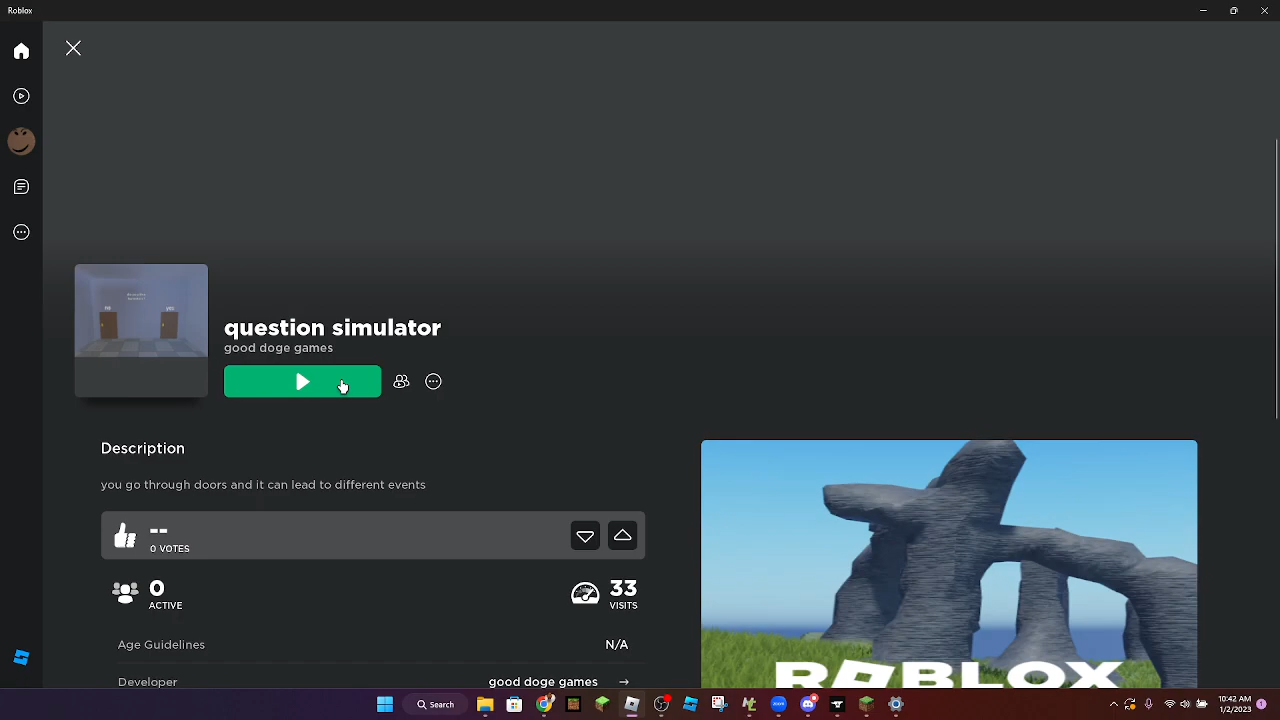 Roblox
question simulator
good doge games
Description
you go through doors and it can lead to different events
--
0 VOTES
0
ACTIVE
33
VISITS
Age Guidelines
N/A
Developer
good doge games
ROBLOX
Search
10:42 AM
1/2/2023